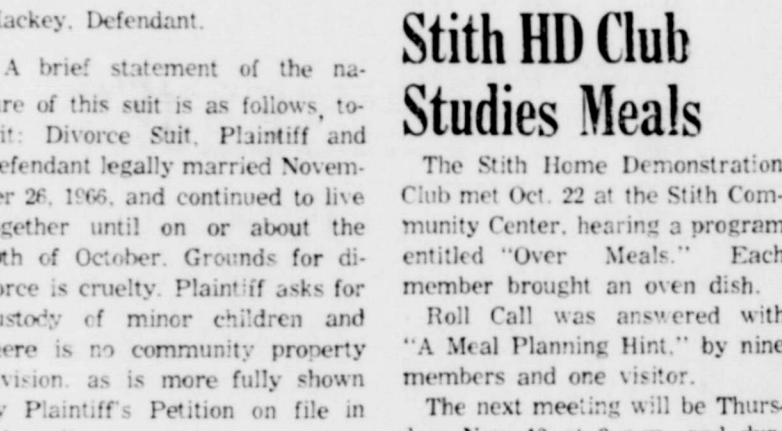 lackey, Defendant.
A brief statement of the na-
re of this suit is as follows, to-
it: Divorce Suit, Plaintiff and
efendant legally married Novem-
er 26, 1966, and continued to live
gether until on or about the
th of October. Grounds for di-
orce is cruelty. Plaintiff asks for
ustody of minor children and
ere is no community property
vision, as is more fully shown
Plaintiff's Petition on file in
Stith HD Club
Studies Meals
The Stith Home Demonstration
Club met Oct. 22 at the Stith Com-
munity Center, hearing a program
entitled "Over Meals." Each
member brought an oven dish.
Roll Call was answered with
"A Meal Planning Hint," by nine
members and one visitor.
The next meeting will be Thurs-